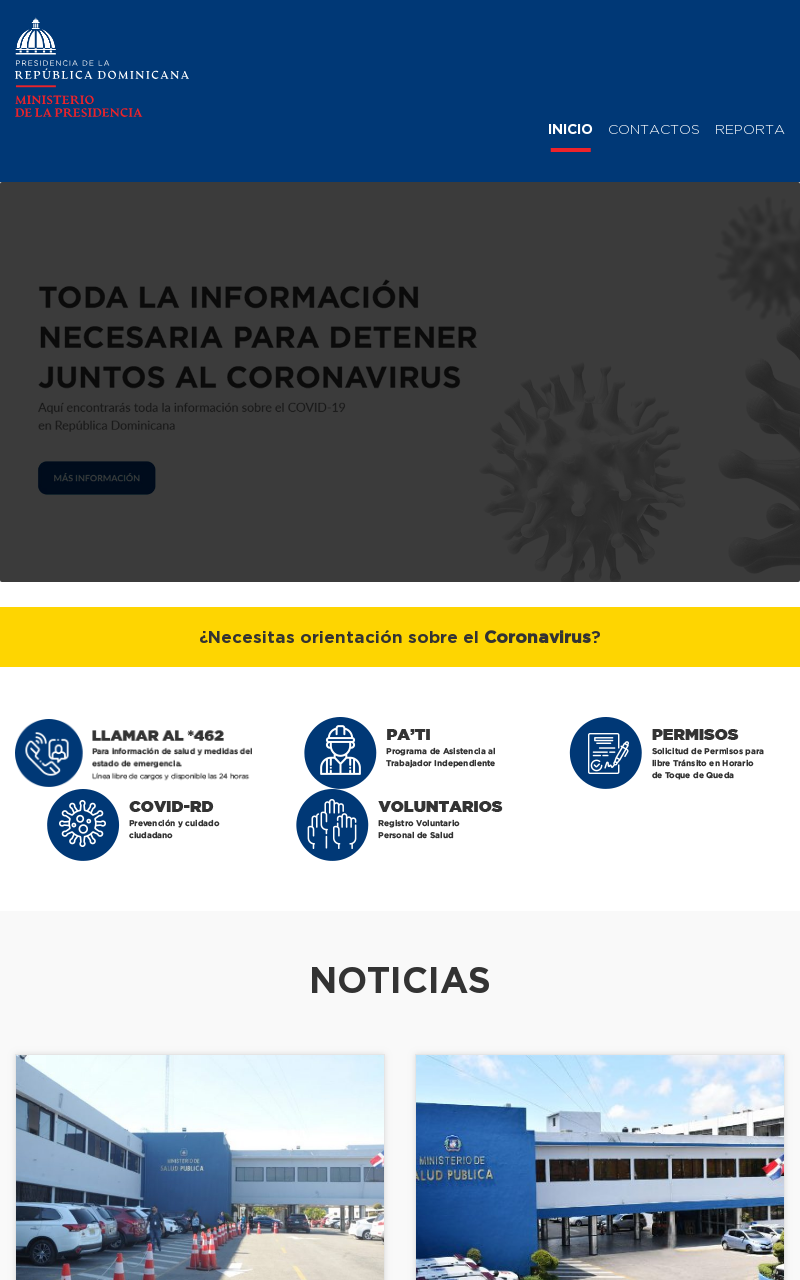 PRESIDENCIA DE LA
REPÚBLICA DOMINICANA
MINISTERIO
DE LA PRESIDENCIA
INICIO CONTACTOS REPORTA
TODA LA INFORMACIÓN
NECESARIA PARA DETENER
JUNTOS AL CORONAVIRUS
Aquí encontrarás toda la información sobre el COVID-19
en República Dominicana
MÁS INFORMACIÓN
¿Necesitas orientación sobre el Coronavirus?
LLAMAR AL *462
Para información de salud y medidas del
estado de emergencia.
Línea libre de cargos y disponible las 24 horas
PA'TI
Programa de Asistencia al
Trabajador Independiente
PERMISOS
Solicitud de Permisos para
libre Tránsito en Horario
de Toque de Queda
COVID-RD
Prevención y cuidado
ciudadano
VOLUNTARIOS
Registro Voluntario
Personal de Salud
NOTICIAS
MINISTERIO DE
SALUD PUBLICA
MINISTERIO DE
ALUD PUBLICA